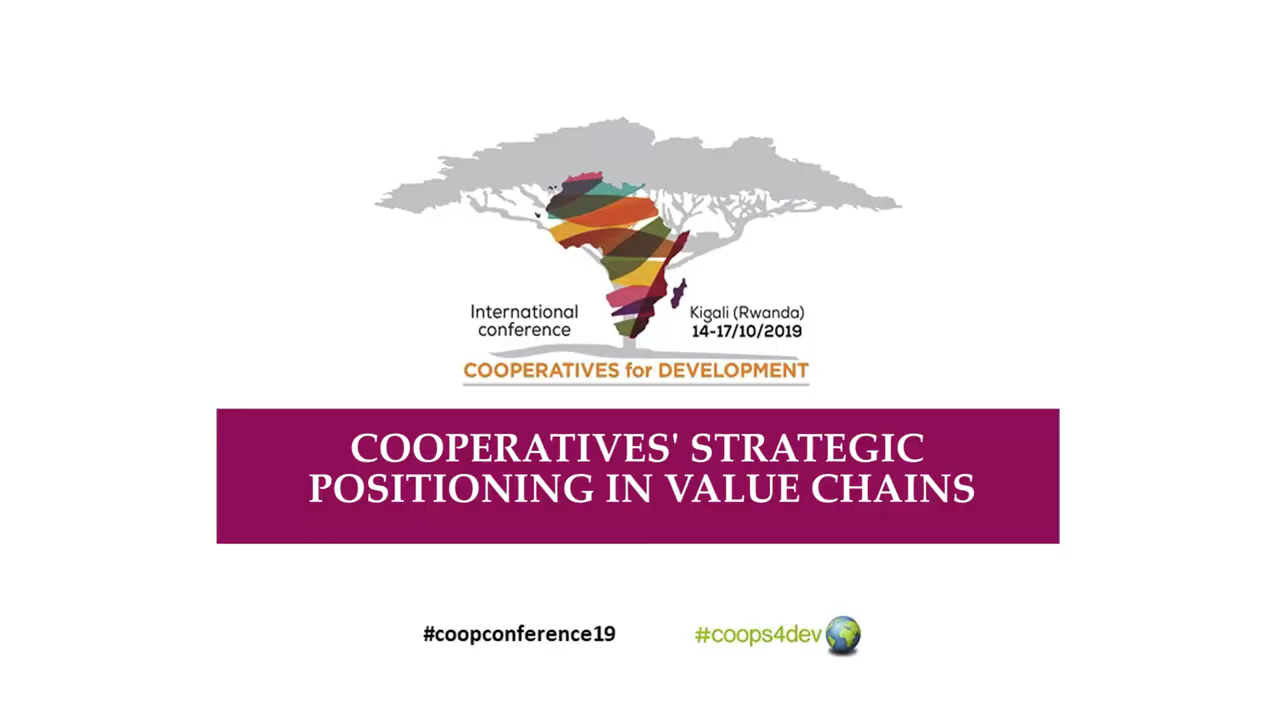 International
conference
Kigali (Rwanda)
14-17/10/2019
COOPERATIVES for DEVELOPMENT
COOPERATIVES' STRATEGIC
POSITIONING IN VALUE CHAINS
#coopconference19
#coops4dev